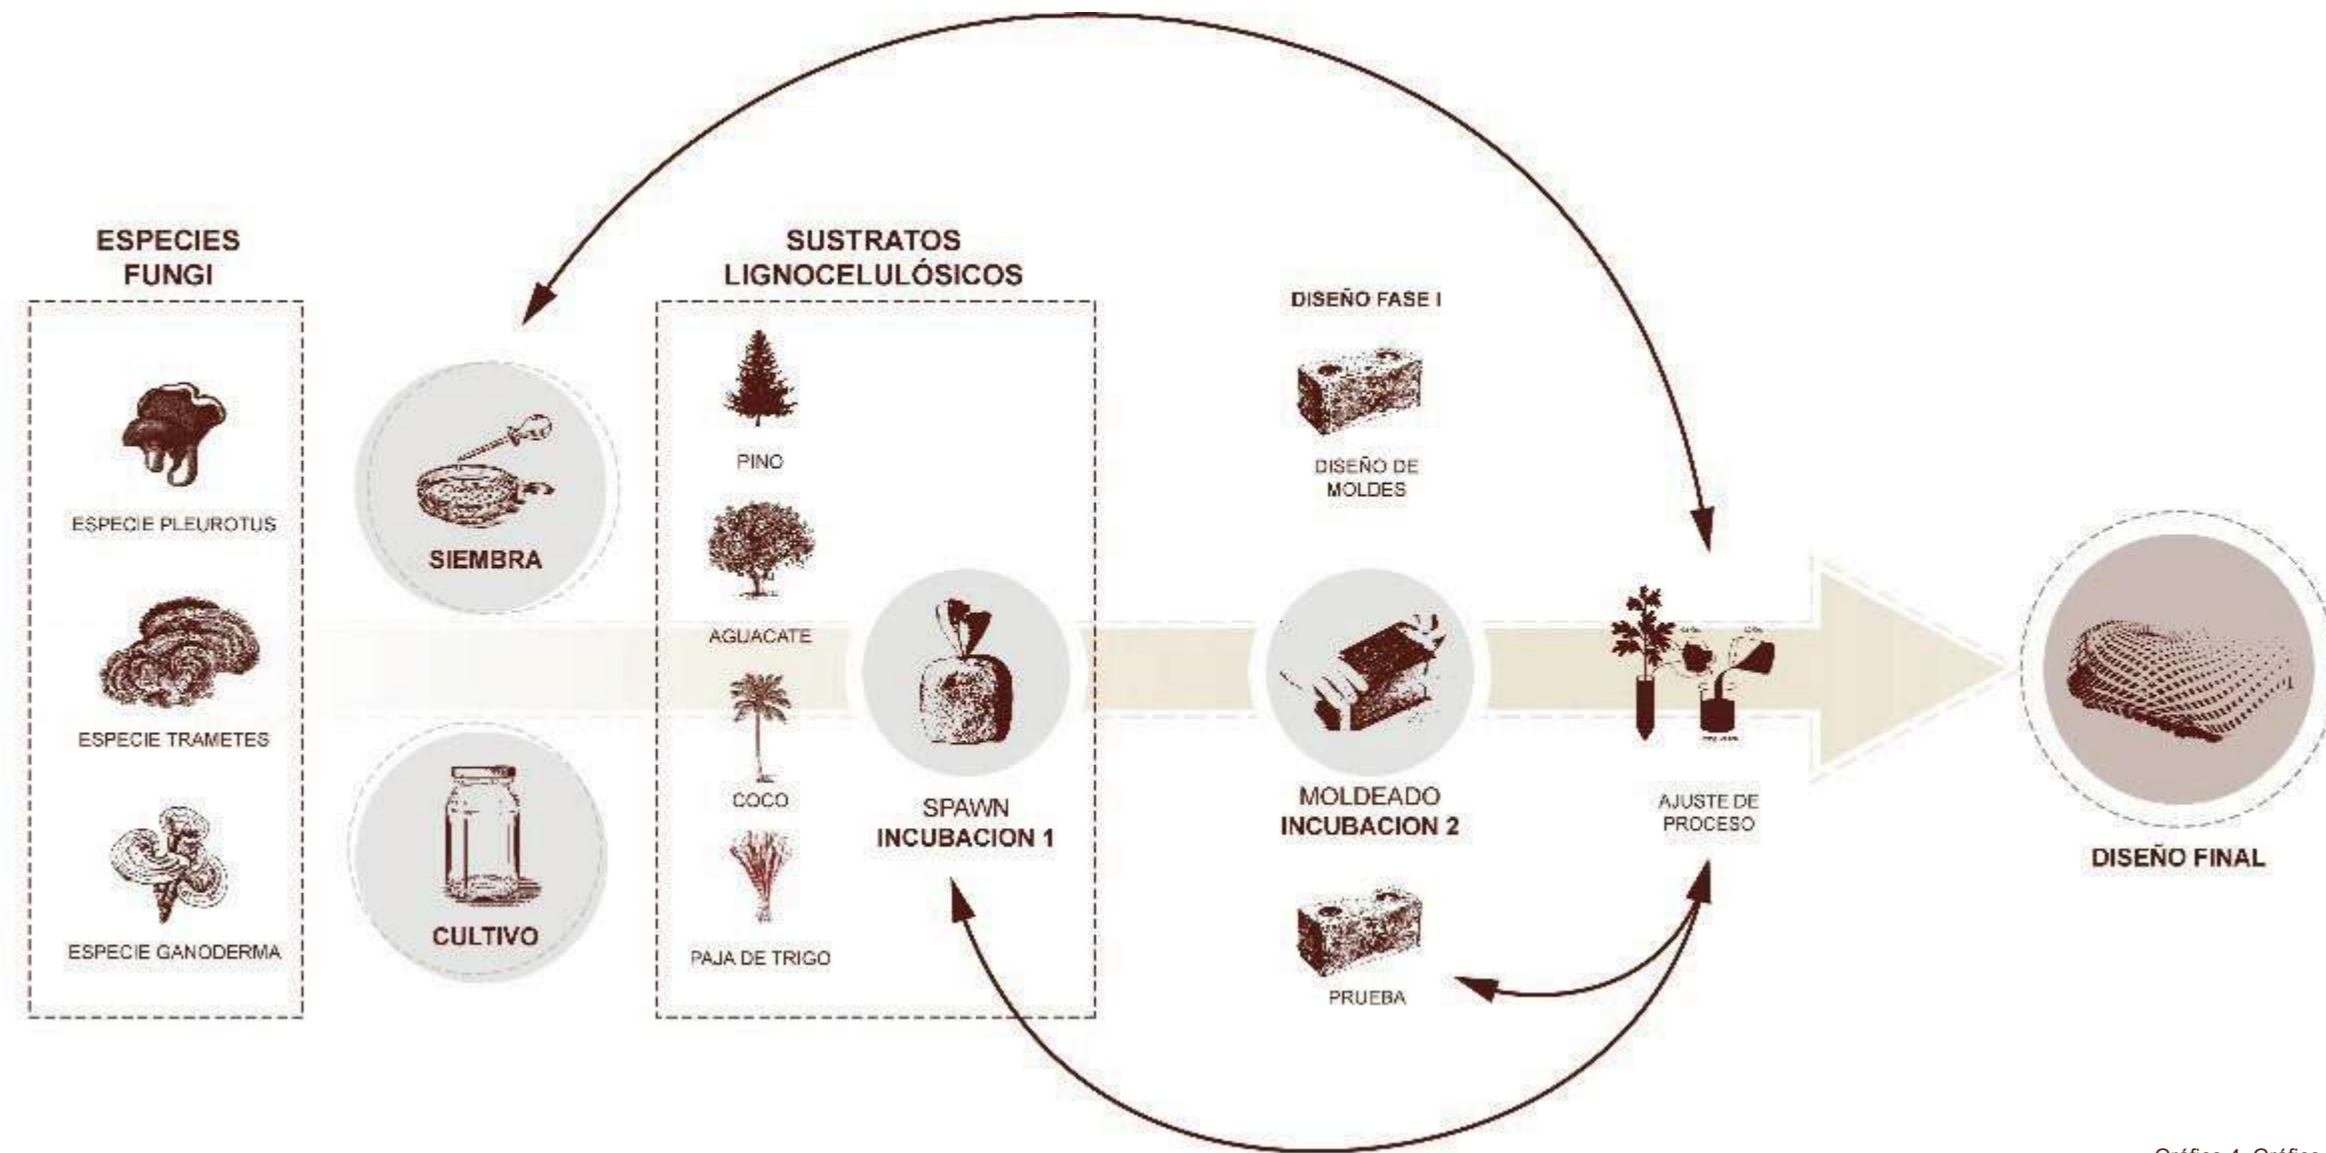 ESPECIES
FUNGI
ESPECIE PLEUROTUS
ESPECIE TRAMETES
ESPECIE GANODERMA
SIEMBRA
CULTIVO
SUSTRATOS
LIGNOCELULÓSICOS
PINO
AGUACATE
COCO
PAJA DE TRIGO
SPAWN
INCUBACION 1
DISEÑO FASE I
DISEÑO DE
MOLDES
MOLDEADO
INCUBACION 2
PRUEBA
AJUSTE DE
PROCESO
DISEÑO FINAL